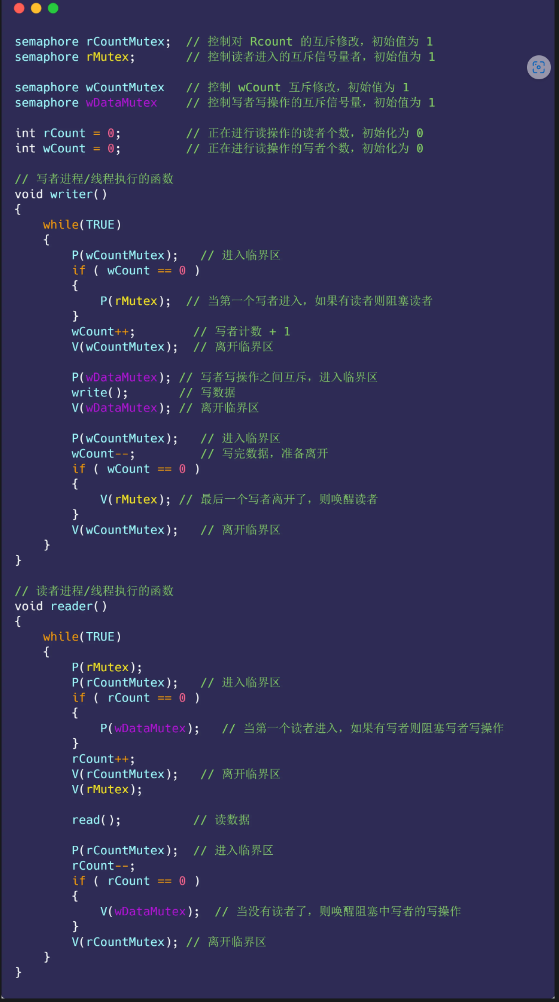 semaphore rCountMutex;  // 控制对 Rcount 的互斥修改，初始值为 1
semaphore rMutex;       // 控制读者进入的互斥信号量者，初始值为 1

semaphore wCountMutex   // 控制 wCount 互斥修改，初始值为 1
semaphore wDataMutex    // 控制写者写操作的互斥信号量，初始值为 1

int rCount = 0;         // 正在进行读操作的读者个数，初始化为 0
int wCount = 0;         // 正在进行读操作的写者个数，初始化为 0

// 写者进程/线程执行的函数
void writer()
{
    while(TRUE)
    {
        P(wCountMutex);   // 进入临界区
        if ( wCount == 0 )
        {
            P(rMutex);  // 当第一个写者进入，如果有读者则阻塞读者
        }
        wCount++;        // 写者计数 + 1
        V(wCountMutex);  // 离开临界区

        P(wDataMutex); // 写者写操作之间互斥，进入临界区
        write();       // 写数据
        V(wDataMutex); // 离开临界区

        P(wCountMutex);   // 进入临界区
        wCount--;         // 写完数据，准备离开
        if ( wCount == 0 )
        {
            V(rMutex); // 最后一个写者离开了，则唤醒读者
        }
        V(wCountMutex);   // 离开临界区
    }
}

// 读者进程/线程执行的函数
void reader()
{
    while(TRUE)
    {
        P(rMutex);
        P(rCountMutex);   // 进入临界区
        if ( rCount == 0 )
        {
            P(wDataMutex);   // 当第一个读者进入，如果有写者则阻塞写者写操作
        }
        rCount++;
        V(rCountMutex);   // 离开临界区
        V(rMutex);

        read();          // 读数据

        P(rCountMutex);  // 进入临界区
        rCount--;
        if ( rCount == 0 )
        {
            V(wDataMutex);  // 当没有读者了，则唤醒阻塞中写者的写操作
        }
        V(rCountMutex); // 离开临界区
    }
}